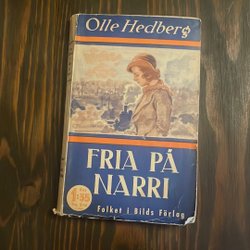 Olle Hedberg
FRIA PÅ
NARRI
Folket i Bilds Förlag